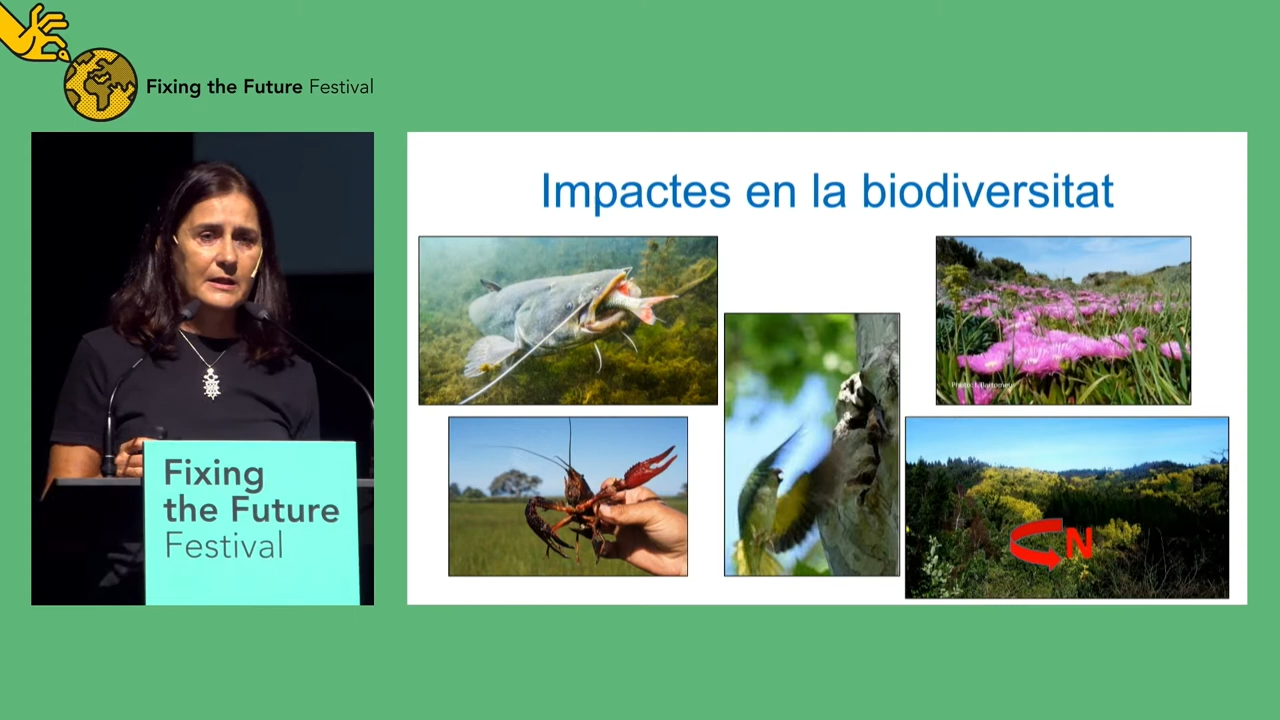 Fixing the Future Festival
Impactes en la biodiversitat
N
Fixing
the Future
Festival